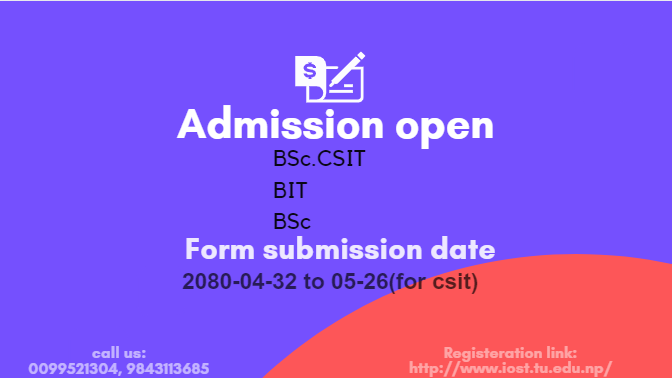 $
Admission open
BSc.CSIT
BIT
BSc
Form submission date
2080-04-32 to 05-26(for csit)
call us:
0099521304, 9843113685
Registeration link:
http://www.iost.tu.edu.np/